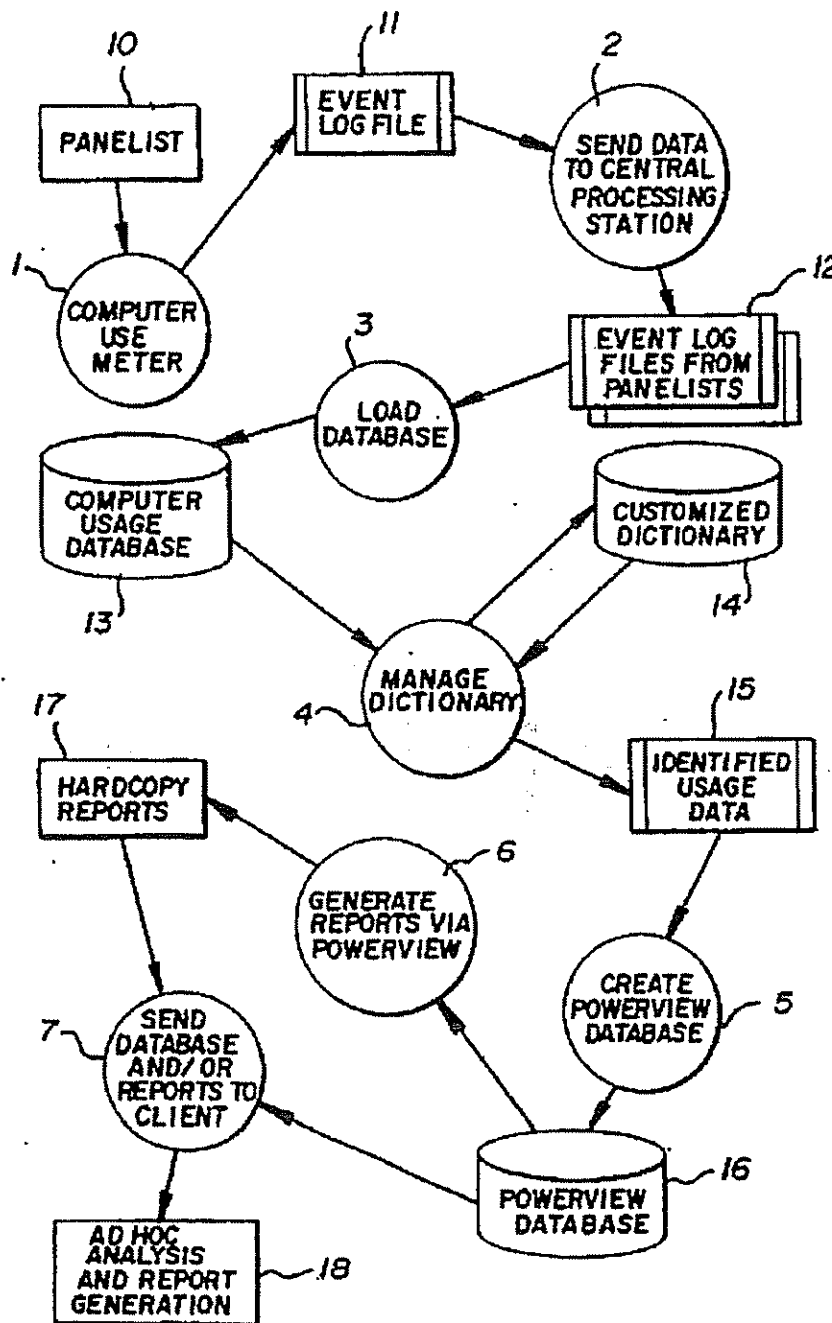 10
PANELIST
11
EVENT
LOG FILE
2
SEND DATA
TO CENTRAL
PROCESSING
STATION
1
COMPUTER
USE
METER
12
EVENT LOG
FILES FROM
PANELISTS
3
LOAD
DATABASE
COMPUTER
USAGE
DATABASE
13
CUSTOMIZED
DICTIONARY
14
MANAGE
DICTIONARY
4
15
IDENTIFIED
USAGE
DATA
17
HARDCOPY
REPORTS
6
GENERATE
REPORTS VIA
POWERVIEW
CREATE
POWERVIEW
DATABASE
5
7
SEND
DATABASE
AND/OR
REPORTS TO
CLIENT
POWERVIEW
DATABASE
16
AD HOC
ANALYSIS
AND REPORT
GENERATION
18